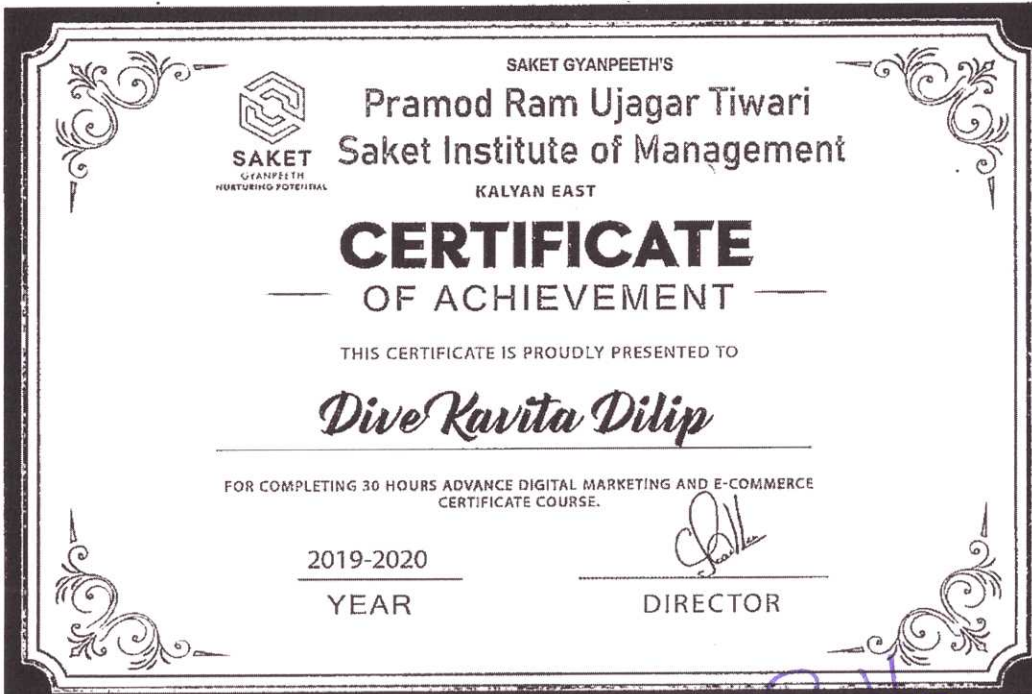 SAKET GYANPEETH'S
Pramod Ram Ujagar Tiwari
Saket Institute of Management
KALYAN EAST
SAKET
GYANPEETH
NURTURING POTENTIAL
CERTIFICATE
OF ACHIEVEMENT
THIS CERTIFICATE IS PROUDLY PRESENTED TO
Dive Kavita Dilip
FOR COMPLETING 30 HOURS ADVANCE DIGITAL MARKETING AND E-COMMERCE
CERTIFICATE COURSE.
2019-2020
YEAR
DIRECTOR